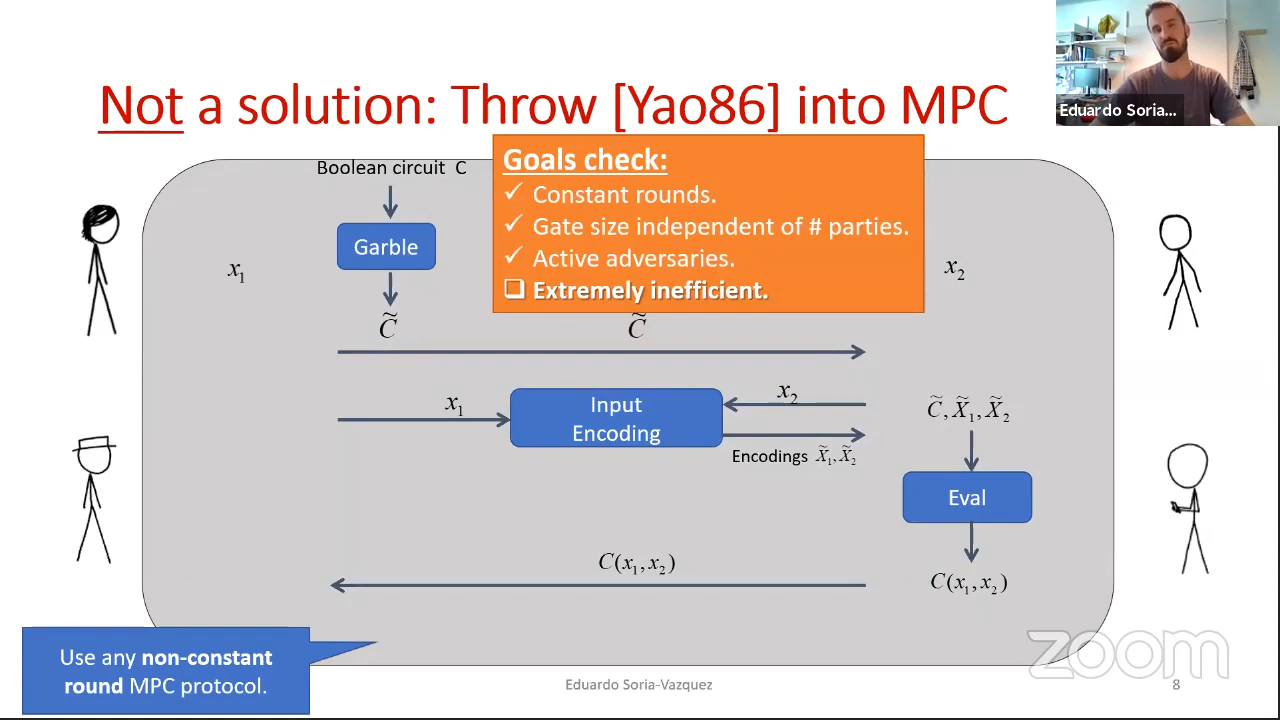 Not a solution: Throw [Yao86] into MPC
Eduardo Soria...
Boolean circuit C
Goals check:
✓ Constant rounds.
✓ Gate size independent of # parties.
✓ Active adversaries.
❑ Extremely inefficient.
Garble
x₁
x₂
C̃
C̃
x₁
Input
Encoding
x₂
C̃, X̃₁, X̃₂
Encodings X̃₁, X̃₂
Eval
C(x₁, x₂)
C(x₁, x₂)
Use any non-constant
round MPC protocol.
Eduardo Soria-Vazquez
zoom
8